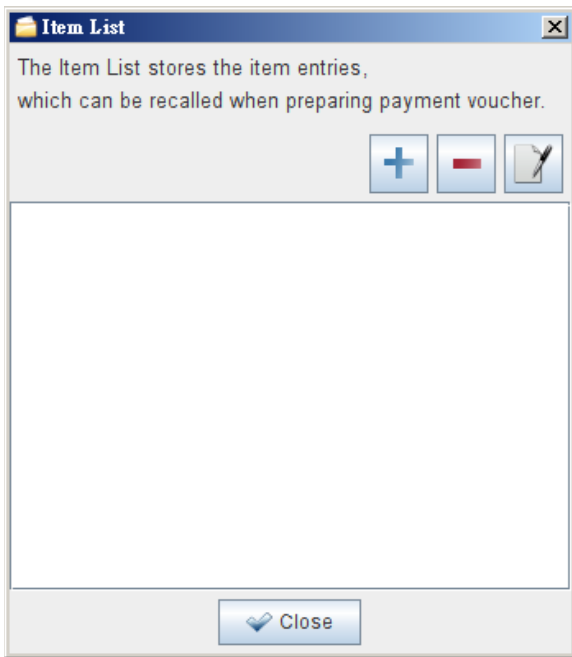 Item List
The Item List stores the item entries,
which can be recalled when preparing payment voucher.
Close